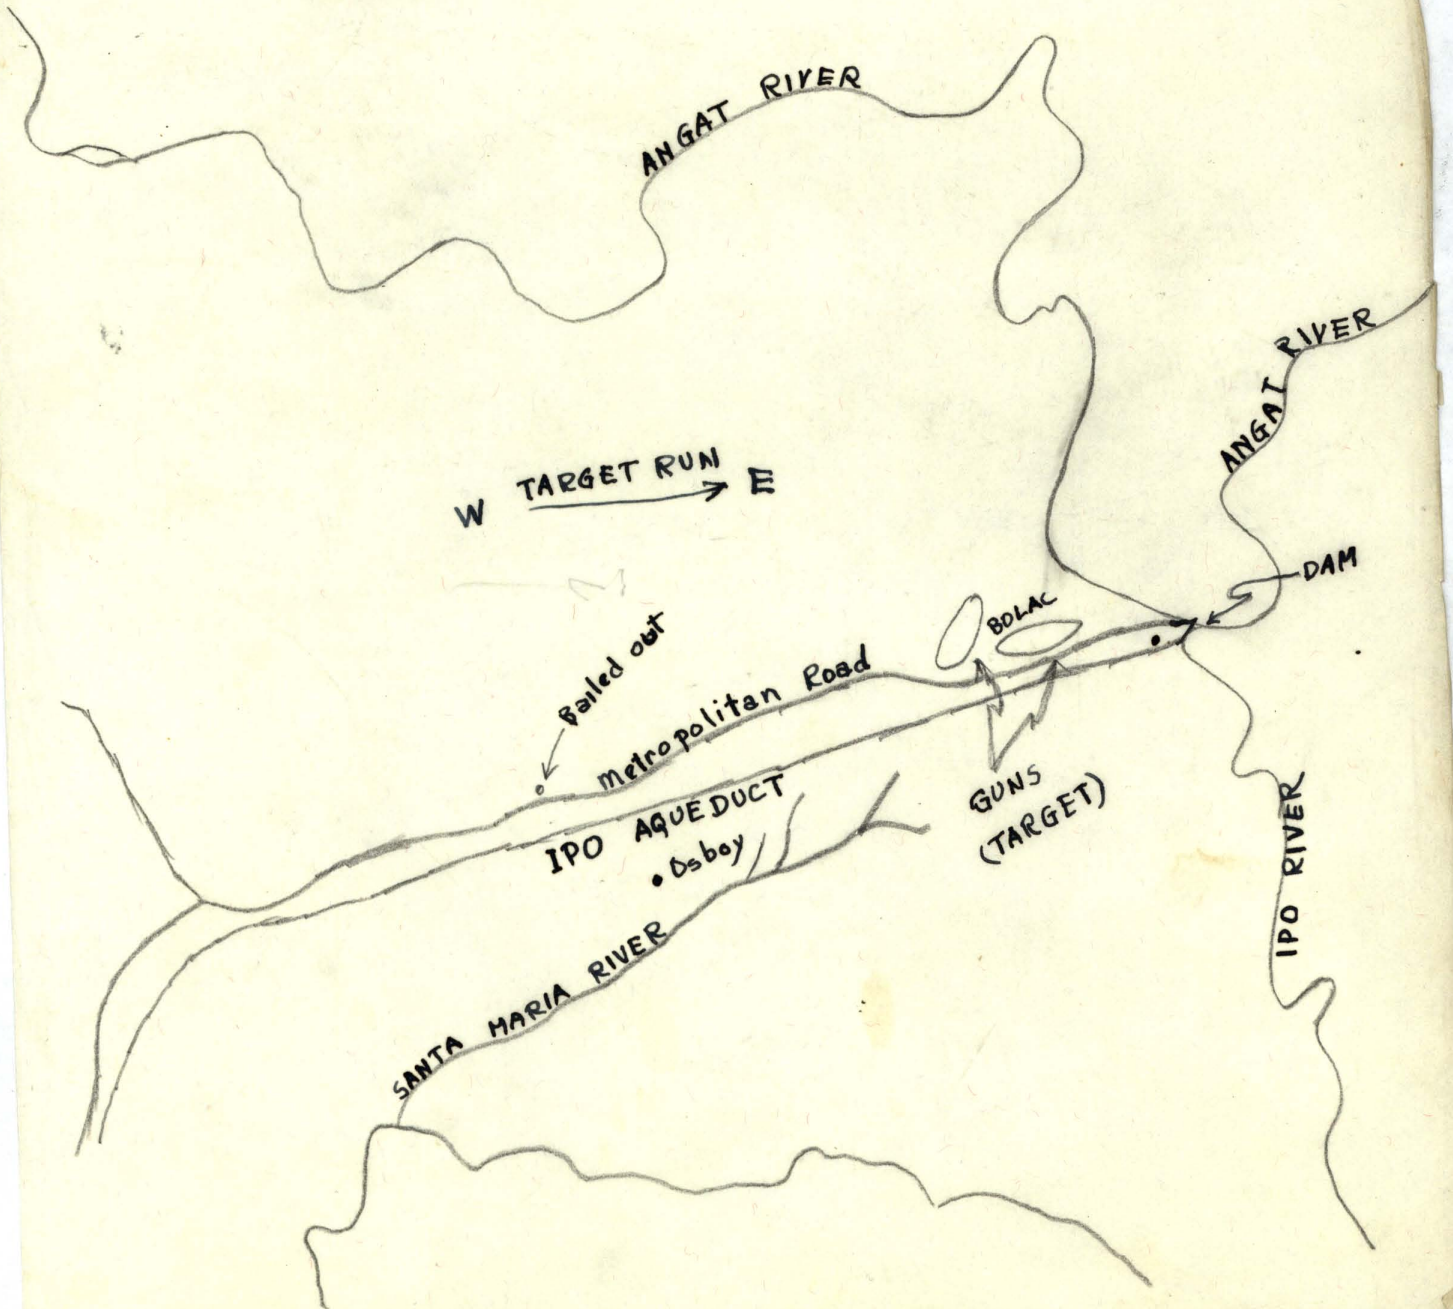 ANGAT RIVER
ANGAT RIVER
W TARGET RUN E
DAM
BOLAC
Bailed out
Metropolitan Road
IPO AQUEDUCT
GUNS
(TARGET)
Osboy
IPO RIVER
SANTA MARIA RIVER